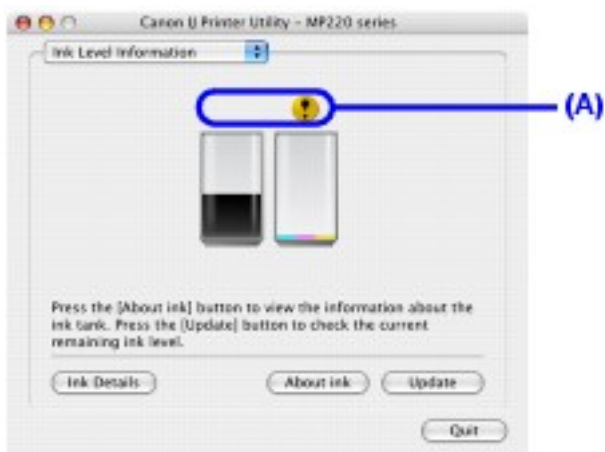 Canon IJ Printer Utility - MP220 series
Ink Level Information
(A)
Press the [About ink] button to view the information about the
ink tank. Press the [Update] button to check the current
remaining ink level.
Ink Details
About ink
Update
Quit